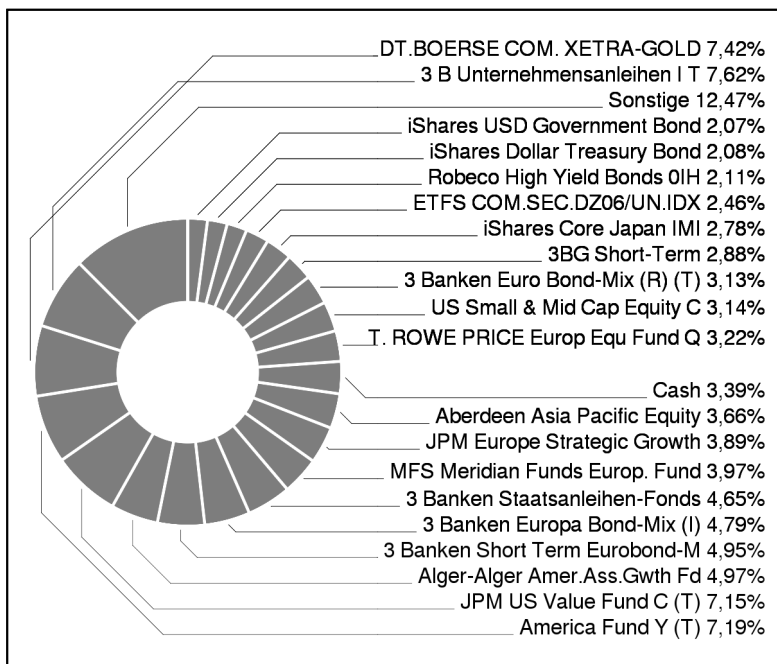 DT.BOERSE COM. XETRA-GOLD 7,42%
3 B Unternehmensanleihen I T 7,62%
Sonstige 12,47%
iShares USD Government Bond 2,07%
iShares Dollar Treasury Bond 2,08%
Robeco High Yield Bonds 0IH 2,11%
ETFS COM.SEC.DZ06/UN.IDX 2,46%
iShares Core Japan IMI 2,78%
3BG Short-Term 2,88%
3 Banken Euro Bond-Mix (R) (T) 3,13%
US Small & Mid Cap Equity C 3,14%
T. ROWE PRICE Europ Equ Fund Q 3,22%
Cash 3,39%
Aberdeen Asia Pacific Equity 3,66%
JPM Europe Strategic Growth 3,89%
MFS Meridian Funds Europ. Fund 3,97%
3 Banken Staatsanleihen-Fonds 4,65%
3 Banken Europa Bond-Mix (I) 4,79%
3 Banken Short Term Eurobond-M 4,95%
Alger-Alger Amer.Ass.Gwth Fd 4,97%
JPM US Value Fund C (T) 7,15%
America Fund Y (T) 7,19%